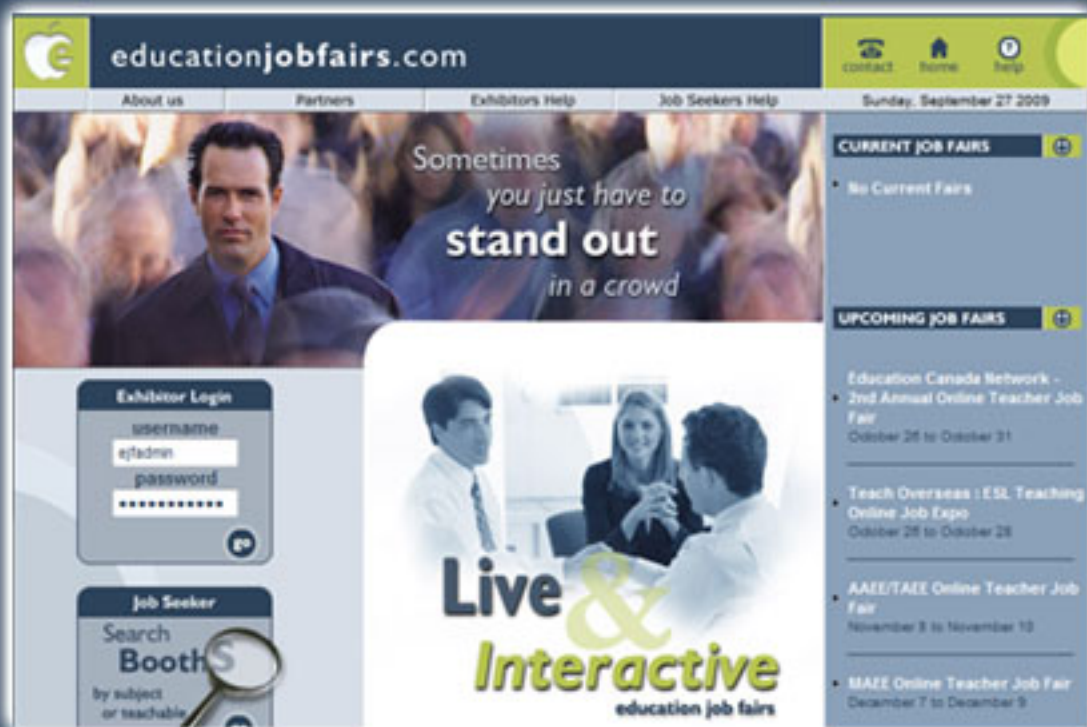 educationjobfairs.com
contact home help
About us Partners Exhibitors Help Job Seekers Help Sunday, September 27 2009
Sometimes
you just have to
stand out
in a crowd
CURRENT JOB FAIRS
No Current Fairs
UPCOMING JOB FAIRS
Education Canada Network -
2nd Annual Online Teacher Job
Fair
October 26 to October 31
Teach Overseas : ESL Teaching
Online Job Expo
October 26 to October 28
AAEE/TAEE Online Teacher Job
Fair
November 8 to November 10
MAEE Online Teacher Job Fair
December 7 to December 9
Exhibitor Login
username
ejfadmin
password
go
Job Seeker
Search
Booths
by subject
or teachable
Live &
Interactive
education job fairs